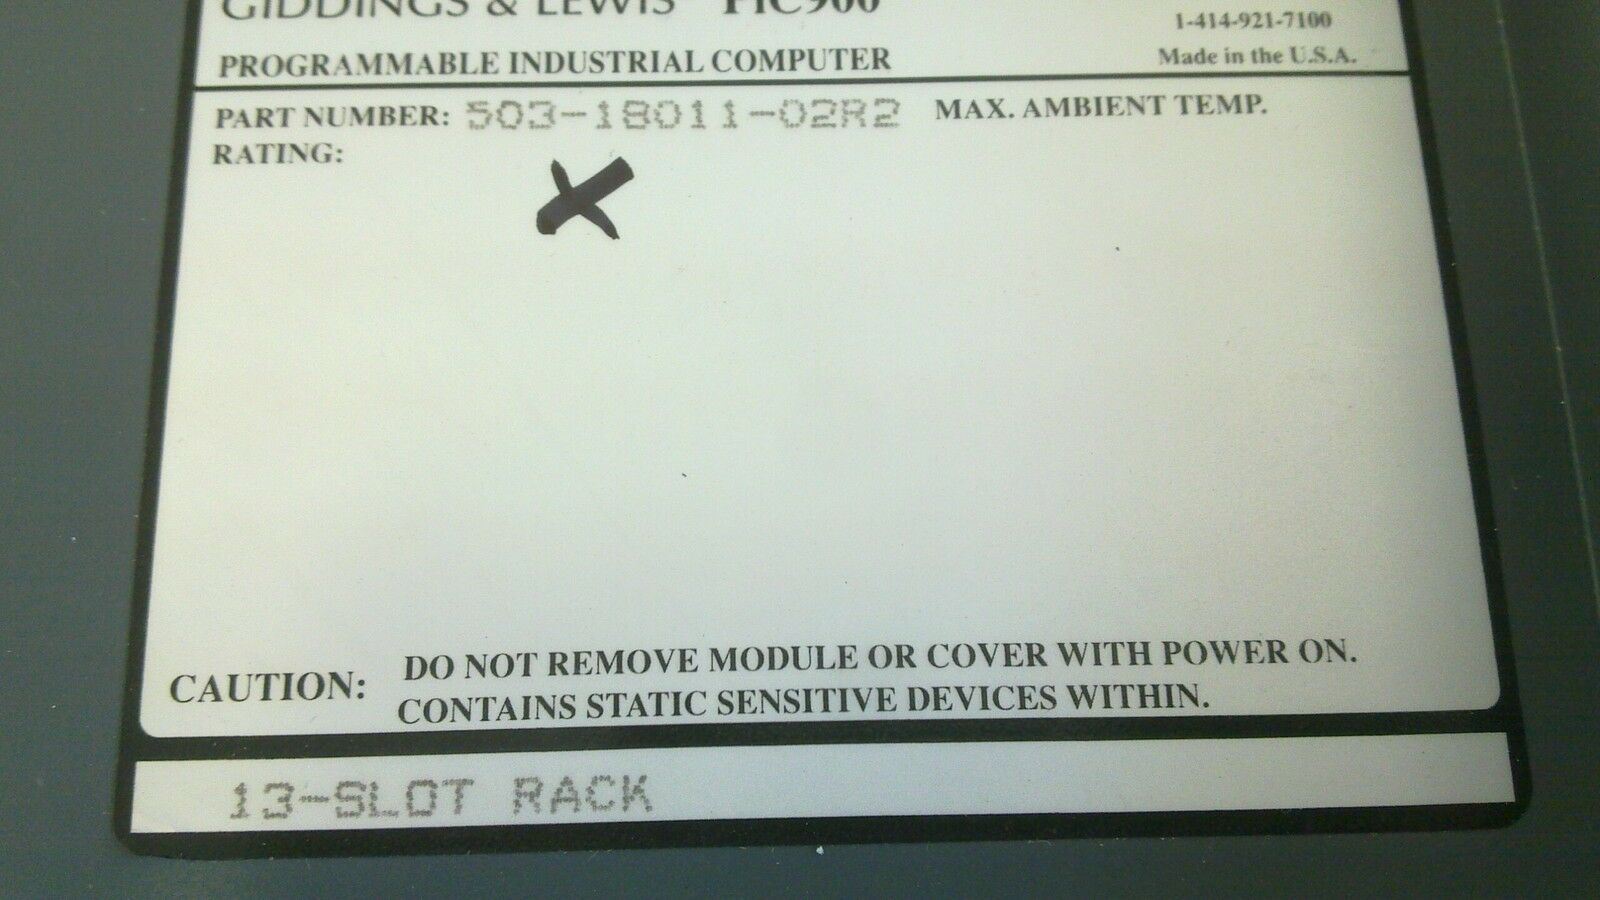 GIDDINGS & LEWIS PIC900
1-414-921-7100
PROGRAMMABLE INDUSTRIAL COMPUTER
Made in the U.S.A.
PART NUMBER: 503-18011-02R2 MAX. AMBIENT TEMP.
RATING:
CAUTION: DO NOT REMOVE MODULE OR COVER WITH POWER ON.
CONTAINS STATIC SENSITIVE DEVICES WITHIN.
13-SLOT RACK